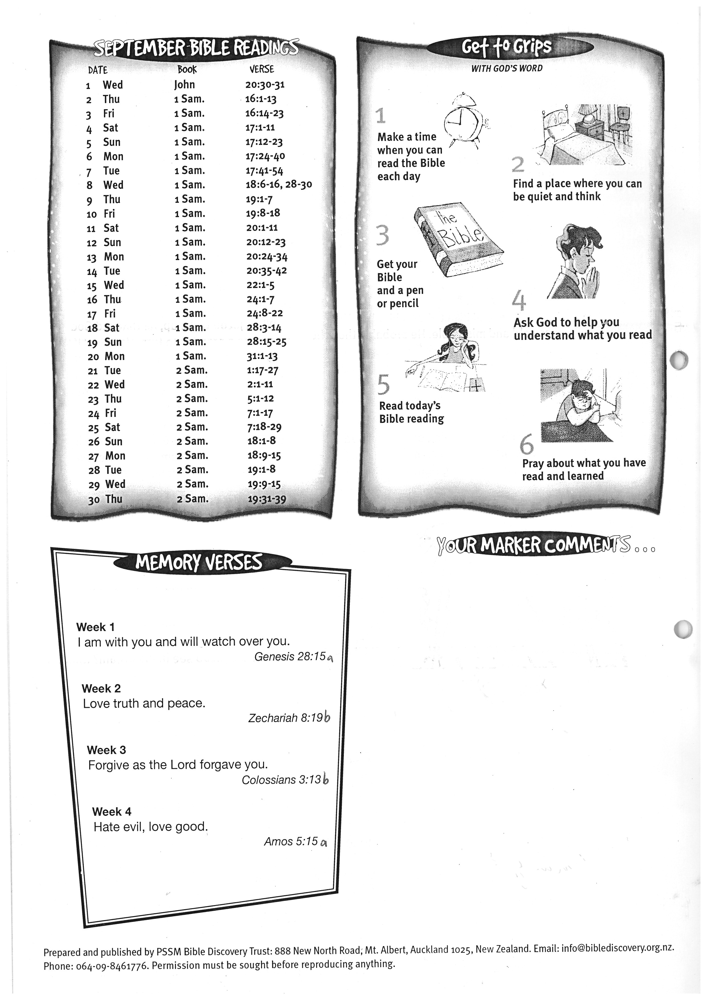 SEPTEMBER BIBLE READINGS
DATE BOOK VERSE
1 Wed John 20:30-31
2 Thu 1 Sam. 16:1-13
3 Fri 1 Sam. 16:14-23
4 Sat 1 Sam. 17:1-11
5 Sun 1 Sam. 17:12-23
6 Mon 1 Sam. 17:24-40
7 Tue 1 Sam. 17:41-54
8 Wed 1 Sam. 18:6-16, 28-30
9 Thu 1 Sam. 19:1-7
10 Fri 1 Sam. 19:8-18
11 Sat 1 Sam. 20:1-11
12 Sun 1 Sam. 20:12-23
13 Mon 1 Sam. 20:24-34
14 Tue 1 Sam. 20:35-42
15 Wed 1 Sam. 22:1-5
16 Thu 1 Sam. 24:1-7
17 Fri 1 Sam. 24:8-22
18 Sat 1 Sam. 28:3-14
19 Sun 1 Sam. 28:15-25
20 Mon 1 Sam. 31:1-13
21 Tue 2 Sam. 1:17-27
22 Wed 2 Sam. 2:1-11
23 Thu 2 Sam. 5:1-12
24 Fri 2 Sam. 7:1-17
25 Sat 2 Sam. 7:18-29
26 Sun 2 Sam. 18:1-8
27 Mon 2 Sam. 18:9-15
28 Tue 2 Sam. 19:1-8
29 Wed 2 Sam. 19:9-15
30 Thu 2 Sam. 19:31-39
Get to Grips
WITH GOD'S WORD
1
Make a time
when you can
read the Bible
each day
2
Find a place where you can
be quiet and think
3
the
Bible
Get your
Bible
and a pen
or pencil
4
Ask God to help you
understand what you read
5
Read today's
Bible reading
6
Pray about what you have
read and learned
MEMORY VERSES
Week 1
I am with you and will watch over you.
Genesis 28:15a
Week 2
Love truth and peace.
Zechariah 8:19b
Week 3
Forgive as the Lord forgave you.
Colossians 3:13b
Week 4
Hate evil, love good.
Amos 5:15a
YOUR MARKER COMMENTS...
Prepared and published by PSSM Bible Discovery Trust: 888 New North Road, Mt. Albert, Auckland 1025, New Zealand. Email: info@biblediscovery.org.nz.
Phone: 064-09-8461776. Permission must be sought before reproducing anything.